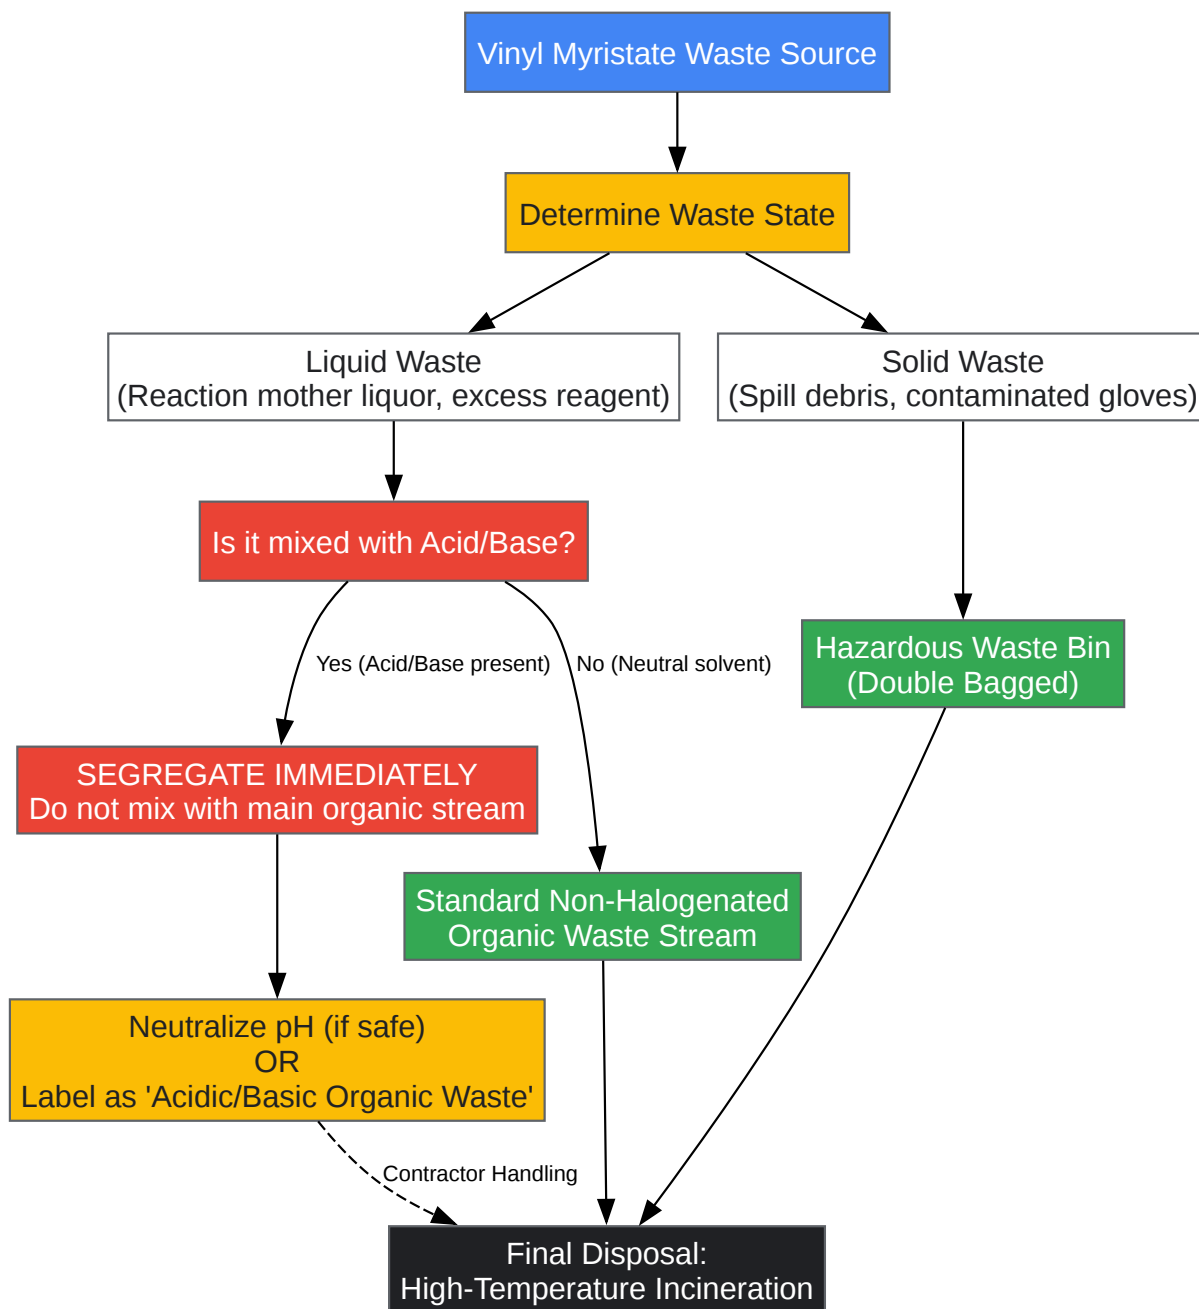 Vinyl Myristate Waste Source
Determine Waste State
Liquid Waste
(Reaction mother liquor, excess reagent)
Solid Waste
(Spill debris, contaminated gloves)
Is it mixed with Acid/Base?
Yes (Acid/Base present)
No (Neutral solvent)
Hazardous Waste Bin
(Double Bagged)
SEGREGATE IMMEDIATELY
Do not mix with main organic stream
Standard Non-Halogenated
Organic Waste Stream
Neutralize pH (if safe)
OR
Label as 'Acidic/Basic Organic Waste'
Contractor Handling
Final Disposal:
High-Temperature Incineration